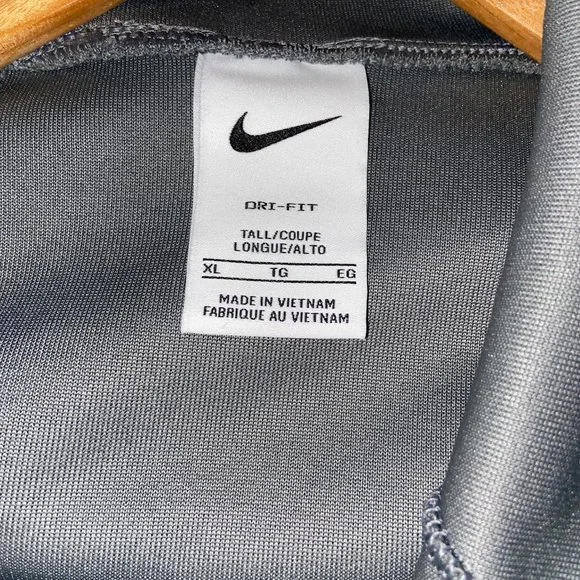 DRI-FIT
TALL/COUPE
LONGUE/ALTO
XL TG EG
MADE IN VIETNAM
FABRIQUE AU VIETNAM